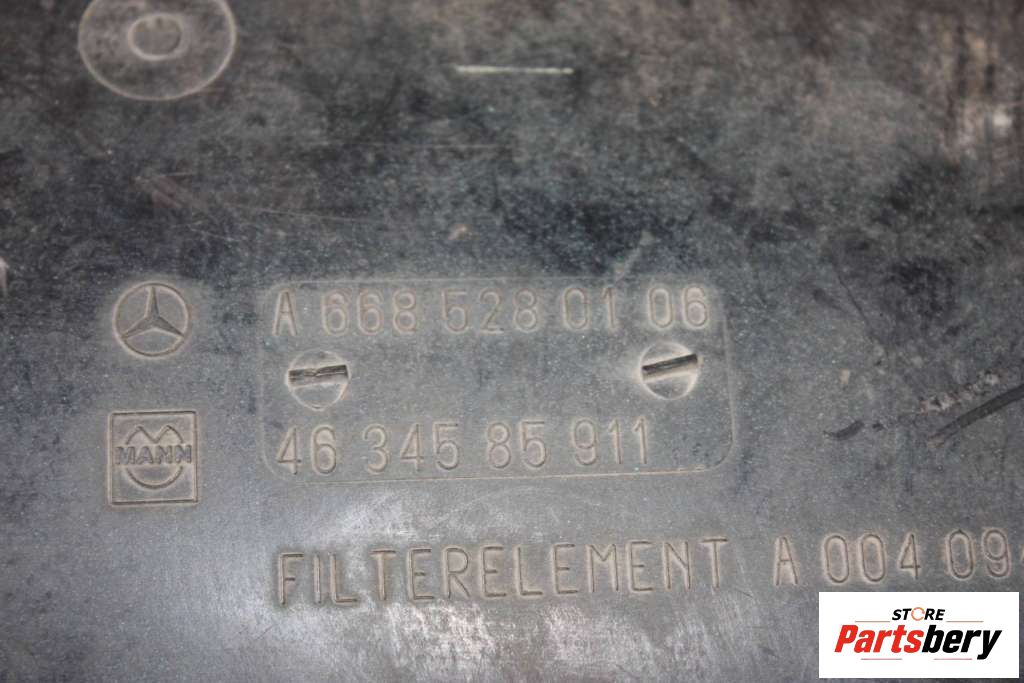 A 668 528 01 06
46 345 85 911
MANN
FILTERELEMENT A 004 09
STORE
Partsbery